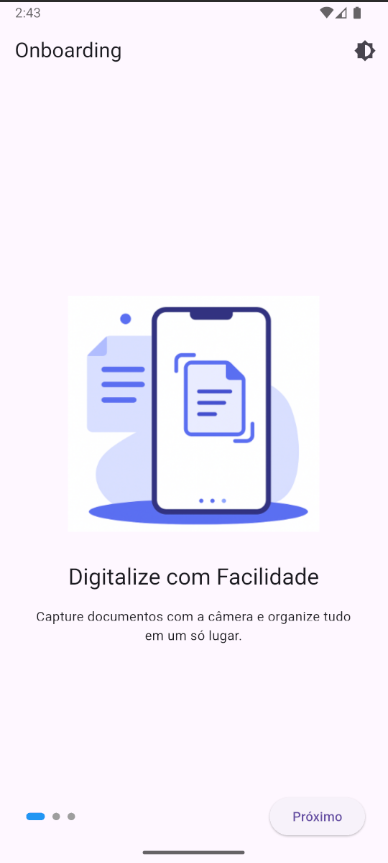 2:43
Onboarding
Digitalize com Facilidade
Capture documentos com a câmera e organize tudo
em um só lugar.
Próximo